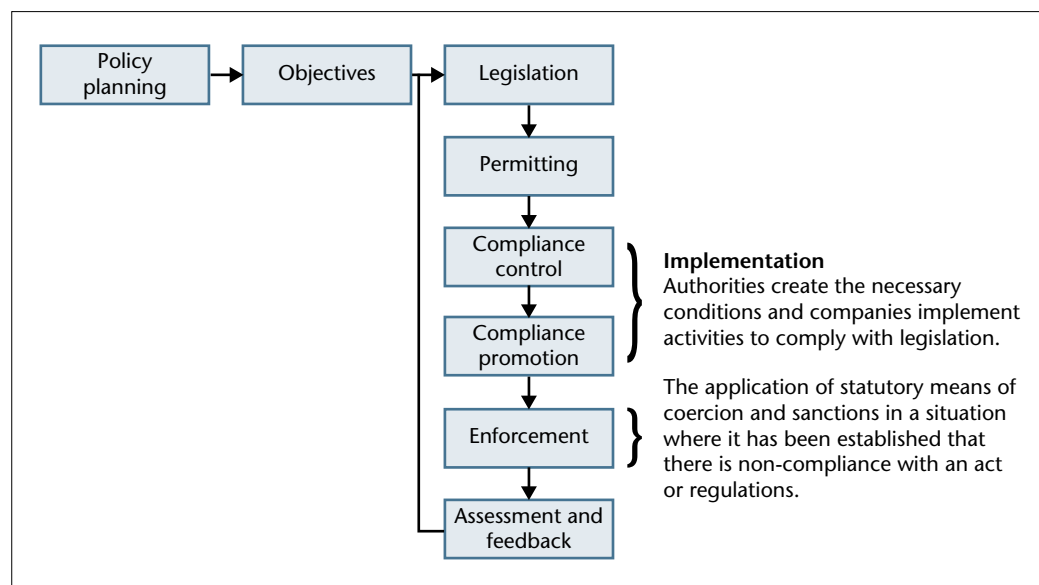 Policy
planning
Objectives
Legislation
Permitting
Compliance
control
Compliance
promotion
Implementation
Authorities create the necessary
conditions and companies implement
activities to comply with legislation.
Enforcement
The application of statutory means of
coercion and sanctions in a situation
where it has been established that
there is non-compliance with an act
or regulations.
Assessment and
feedback